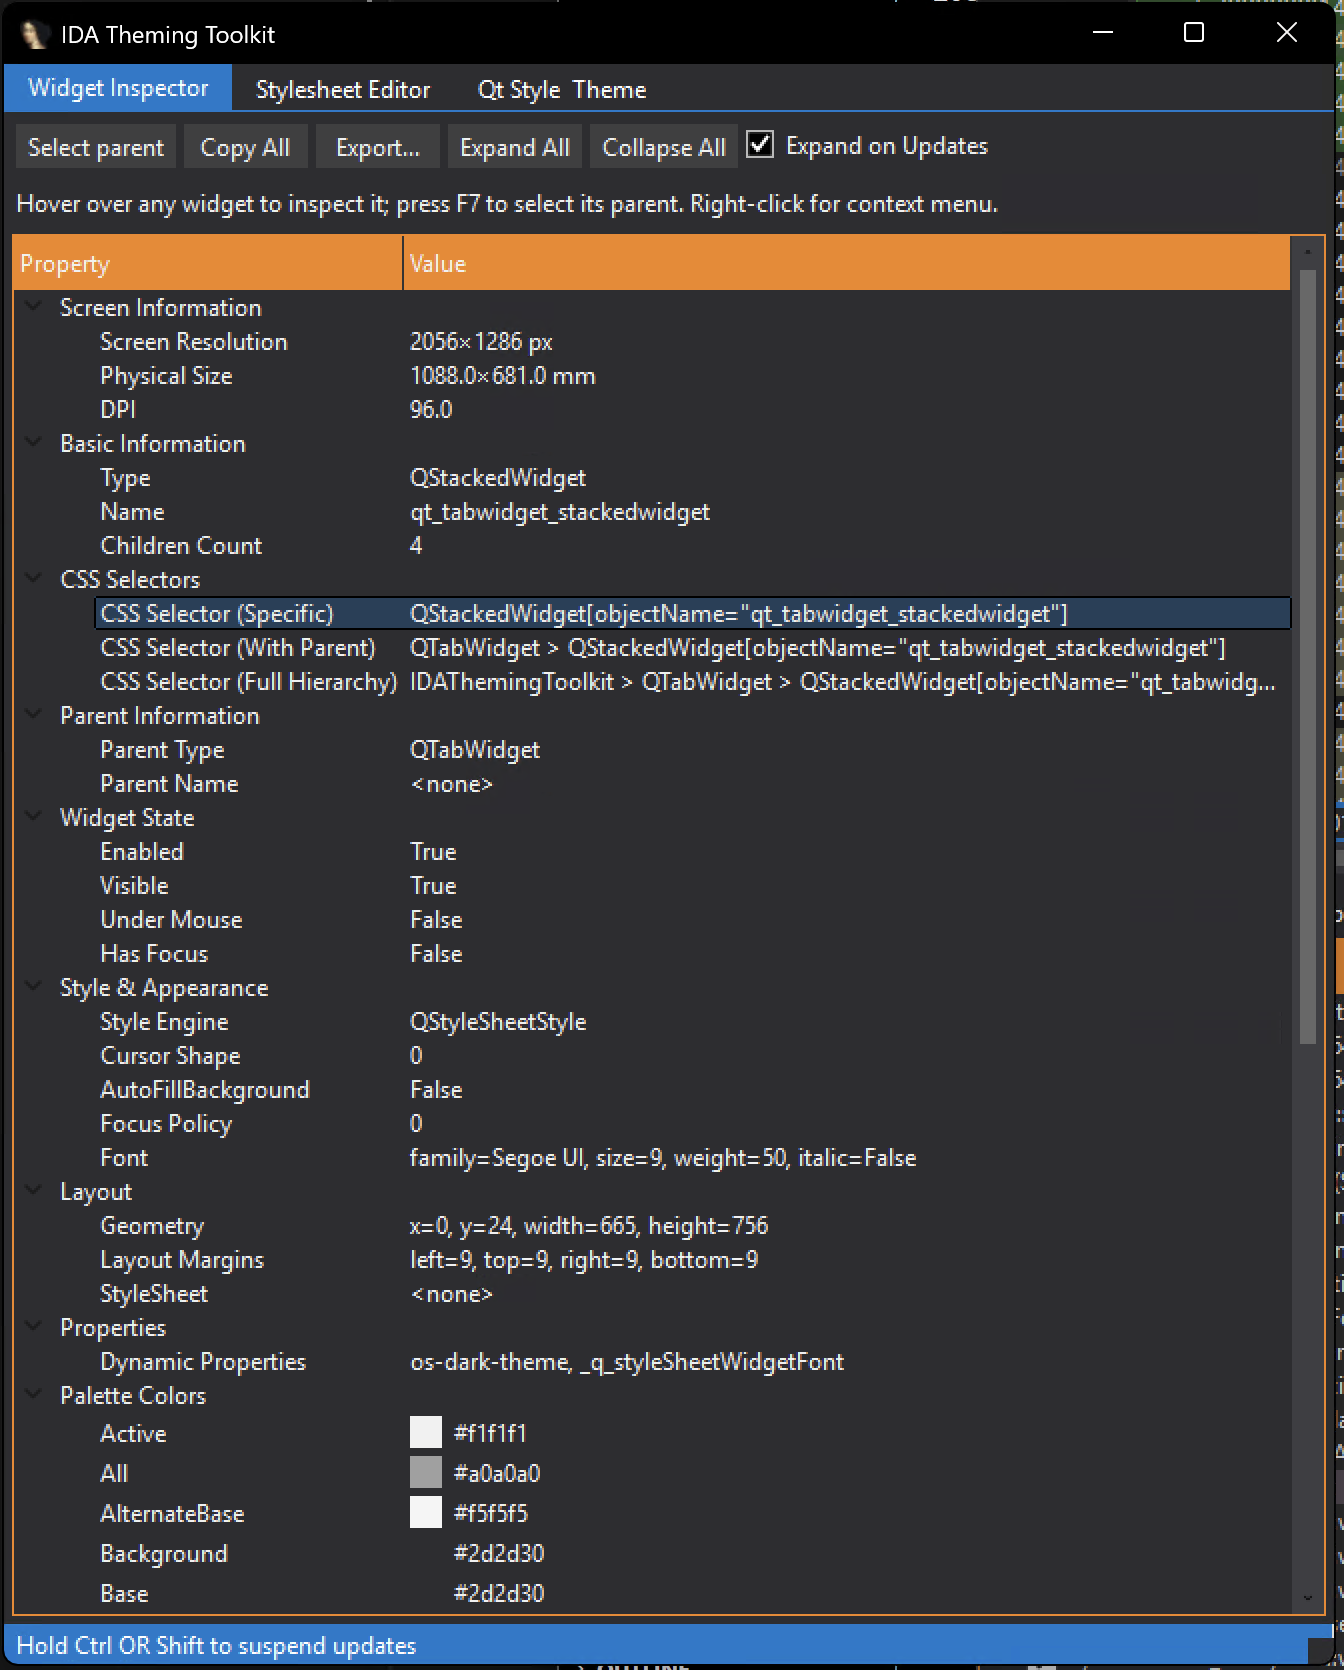 IDA Theming Toolkit
Widget Inspector Stylesheet Editor Qt Style Theme
Select parent Copy All Export... Expand All Collapse All Expand on Updates
Hover over any widget to inspect it; press F7 to select its parent. Right-click for context menu.
Property Value
Screen Information
Screen Resolution 2056×1286 px
Physical Size 1088.0×681.0 mm
DPI 96.0
Basic Information
Type QStackedWidget
Name qt_tabwidget_stackedwidget
Children Count 4
CSS Selectors
CSS Selector (Specific) QStackedWidget[objectName="qt_tabwidget_stackedwidget"]
CSS Selector (With Parent) QTabWidget > QStackedWidget[objectName="qt_tabwidget_stackedwidget"]
CSS Selector (Full Hierarchy) IDAThemingToolkit > QTabWidget > QStackedWidget[objectName="qt_tabwidg...
Parent Information
Parent Type QTabWidget
Parent Name <none>
Widget State
Enabled True
Visible True
Under Mouse False
Has Focus False
Style & Appearance
Style Engine QStyleSheetStyle
Cursor Shape 0
AutoFillBackground False
Focus Policy 0
Font family=Segoe UI, size=9, weight=50, italic=False
Layout
Geometry x=0, y=24, width=665, height=756
Layout Margins left=9, top=9, right=9, bottom=9
StyleSheet <none>
Properties
Dynamic Properties os-dark-theme, _q_styleSheetWidgetFont
Palette Colors
Active #f1f1f1
All #a0a0a0
AlternateBase #f5f5f5
Background #2d2d30
Base #2d2d30
Hold Ctrl OR Shift to suspend updates